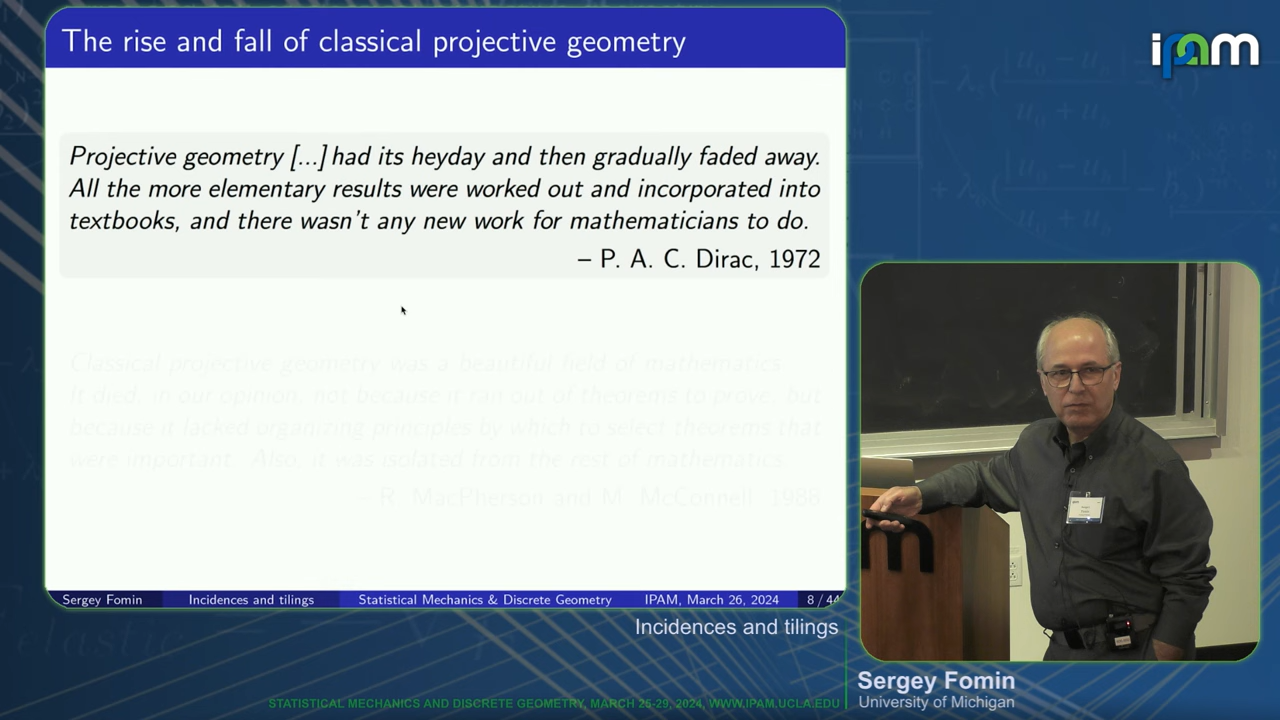 The rise and fall of classical projective geometry
ipam
Projective geometry [...] had its heyday and then gradually faded away.
All the more elementary results were worked out and incorporated into
textbooks, and there wasn't any new work for mathematicians to do.
– P. A. C. Dirac, 1972
Classical projective geometry was a beautiful field of mathematics.
It died, in our opinion, not because it ran out of theorems to prove, but
because it lacked organizing principles by which to select theorems that
were important. Also, it was isolated from the rest of mathematics.
– R. MacPherson and M. McConnell, 1988
Sergey Fomin Incidences and tilings Statistical Mechanics & Discrete Geometry IPAM, March 26, 2024 8 / 44
Incidences and tilings
Sergey Fomin
University of Michigan
STATISTICAL MECHANICS AND DISCRETE GEOMETRY, MARCH 25-29, 2024, WWW.IPAM.UCLA.EDU